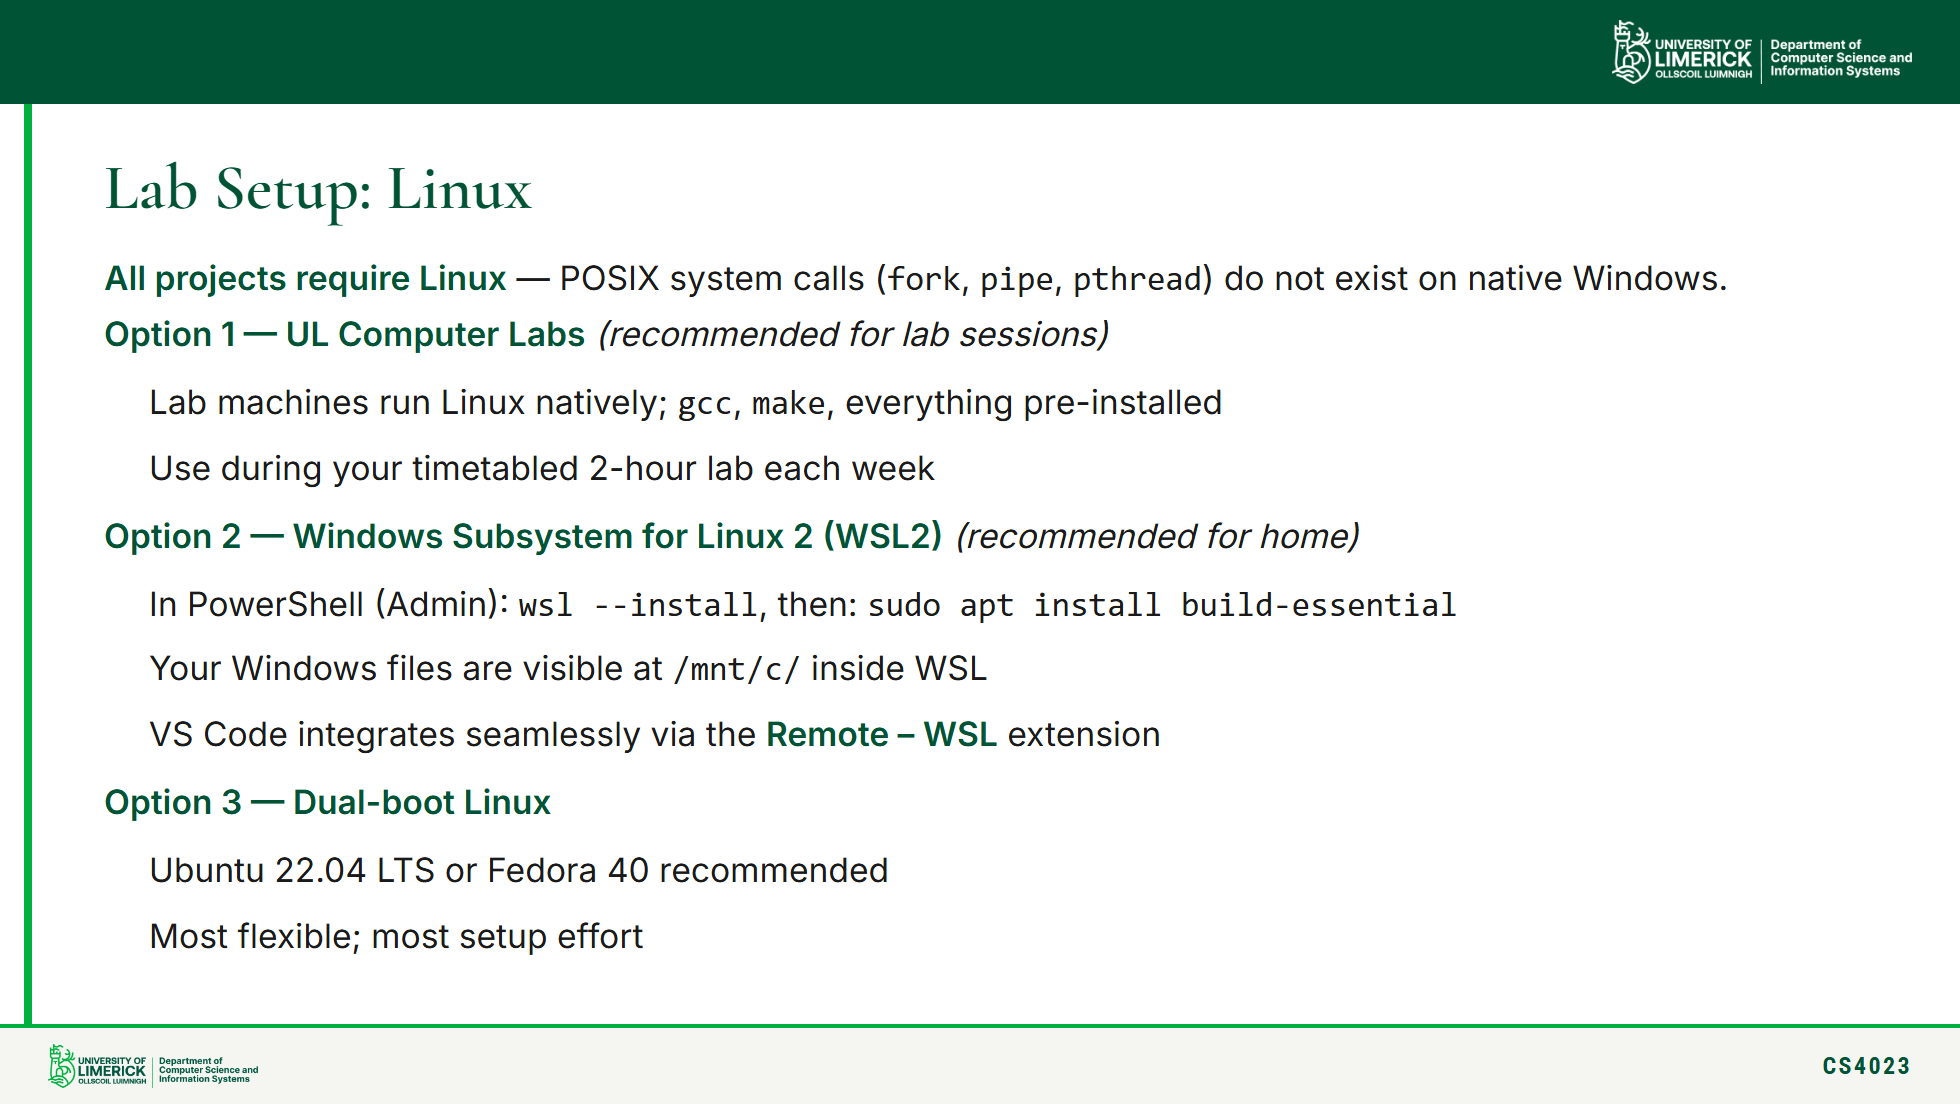 UNIVERSITY OF
LIMERICK
OLLSCOIL LUIMNIGH
Department of
Computer Science and
Information Systems
Lab Setup: Linux
All projects require Linux — POSIX system calls (fork, pipe, pthread) do not exist on native Windows.
Option 1 — UL Computer Labs (recommended for lab sessions)
Lab machines run Linux natively; gcc, make, everything pre-installed
Use during your timetabled 2-hour lab each week
Option 2 — Windows Subsystem for Linux 2 (WSL2) (recommended for home)
In PowerShell (Admin): wsl --install, then: sudo apt install build-essential
Your Windows files are visible at /mnt/c/ inside WSL
VS Code integrates seamlessly via the Remote – WSL extension
Option 3 — Dual-boot Linux
Ubuntu 22.04 LTS or Fedora 40 recommended
Most flexible; most setup effort
UNIVERSITY OF
LIMERICK
OLLSCOIL LUIMNIGH
Department of
Computer Science and
Information Systems
CS4023